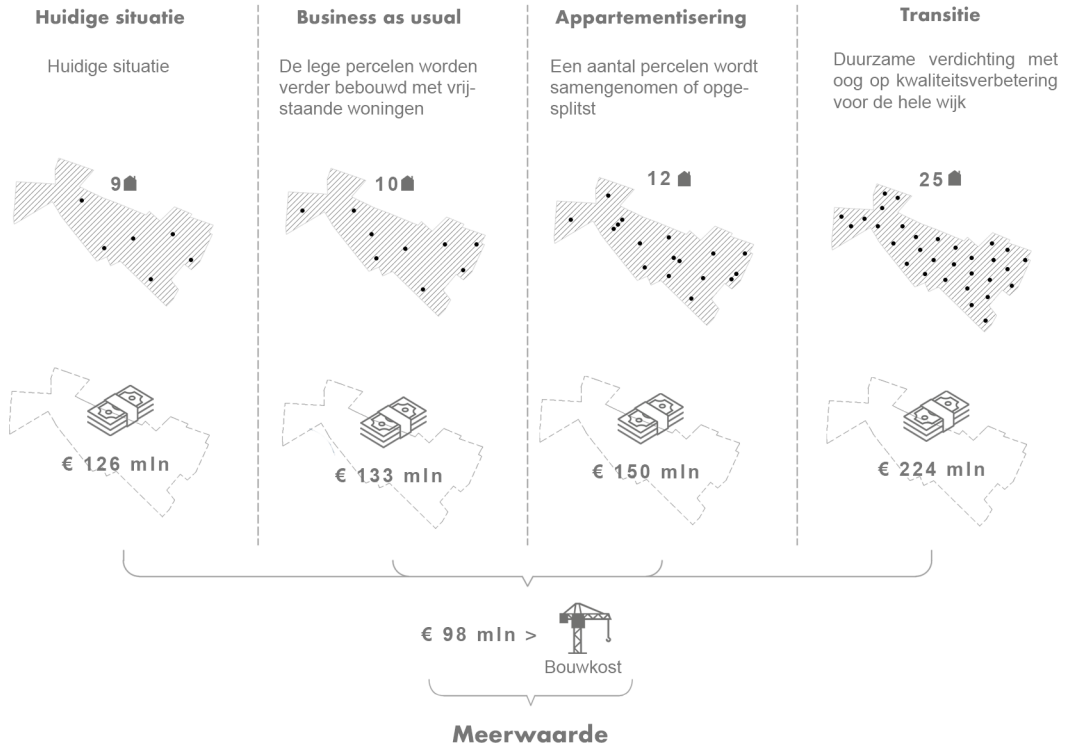 Huidige situatie
Huidige situatie
9
€ 126 mln
Business as usual
De lege percelen worden
verder bebouwd met vrij-
staande woningen
10
€ 133 mln
Appartementisering
Een aantal percelen wordt
samengenomen of opge-
splitst
12
€ 150 mln
Transitie
Duurzame verdichting met
oog op kwaliteitsverbetering
voor de hele wijk
25
€ 224 mln
€ 98 mln >
Bouwkost
Meerwaarde